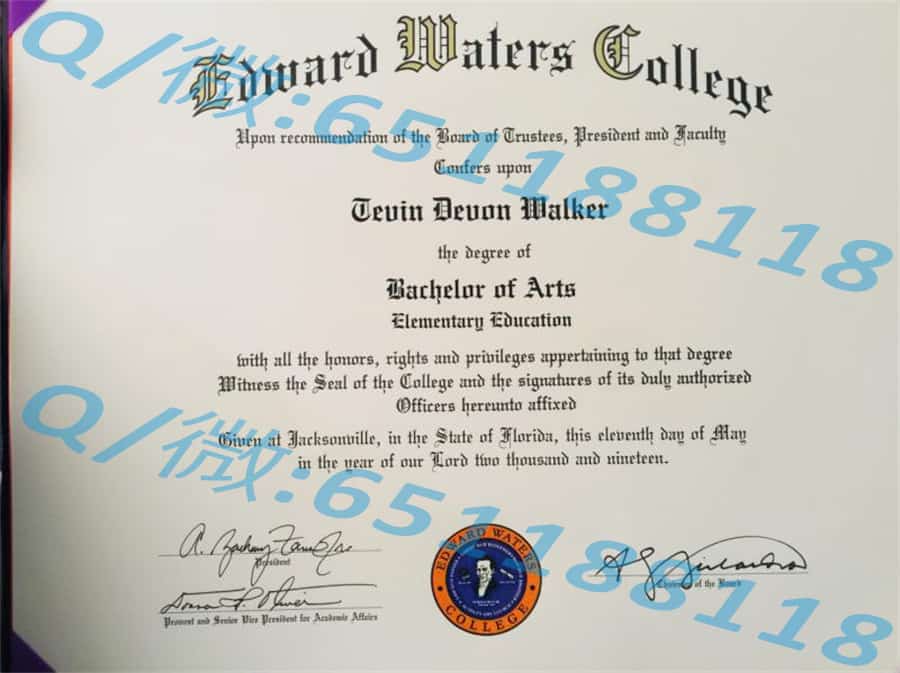 Edward Waters College
Upon recommendation of the Board of Trustees, President and Faculty
Confers upon
Tevin Devon Walker
the degree of
Bachelor of Arts
Elementary Education
with all the honors, rights and privileges appertaining to that degree
Witness the Seal of the College and the signatures of its duly authorized
Officers hereunto affixed
Given at Jacksonville, in the State of Florida, this eleventh day of May
in the year of our Lord two thousand and nineteen.
President
Provost and Senior Vice President for Academic Affairs
EDWARD WATERS
COLLEGE
Chairman of the Board
Q/微:651188118
Q/微:651188118